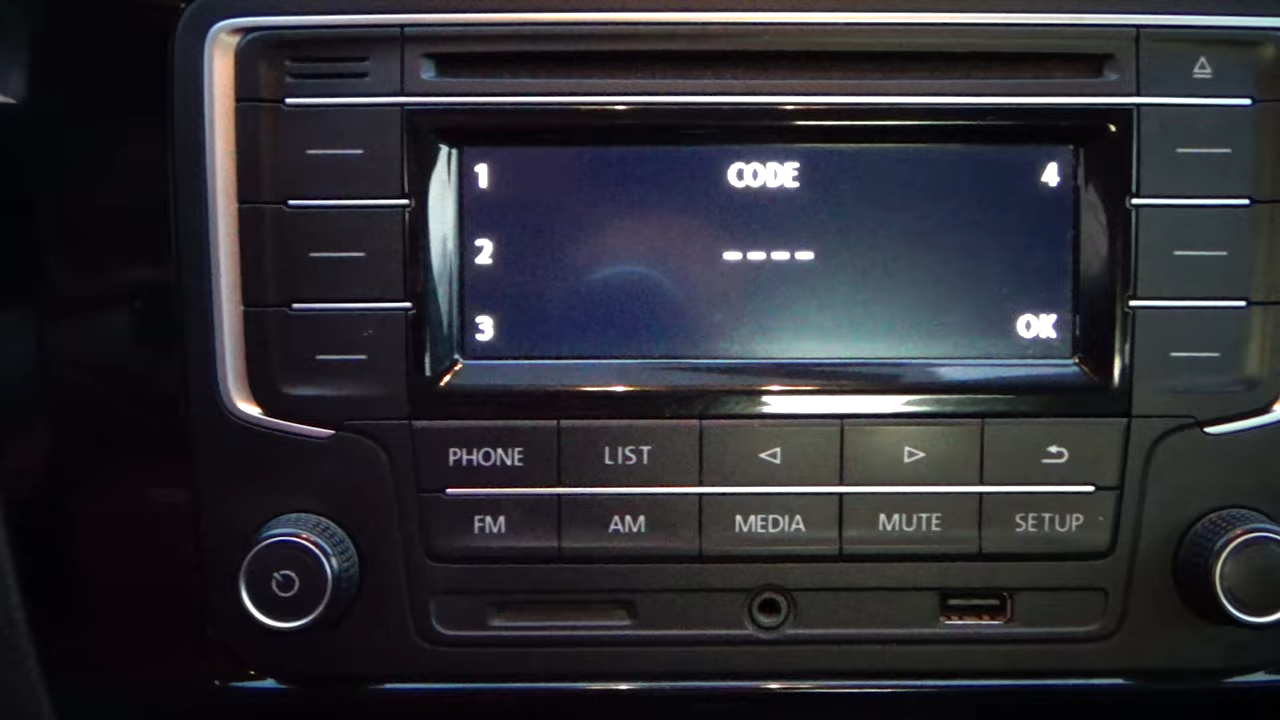 1 CODE 4
2 ----
3 OK
PHONE LIST
FM AM MEDIA MUTE SETUP